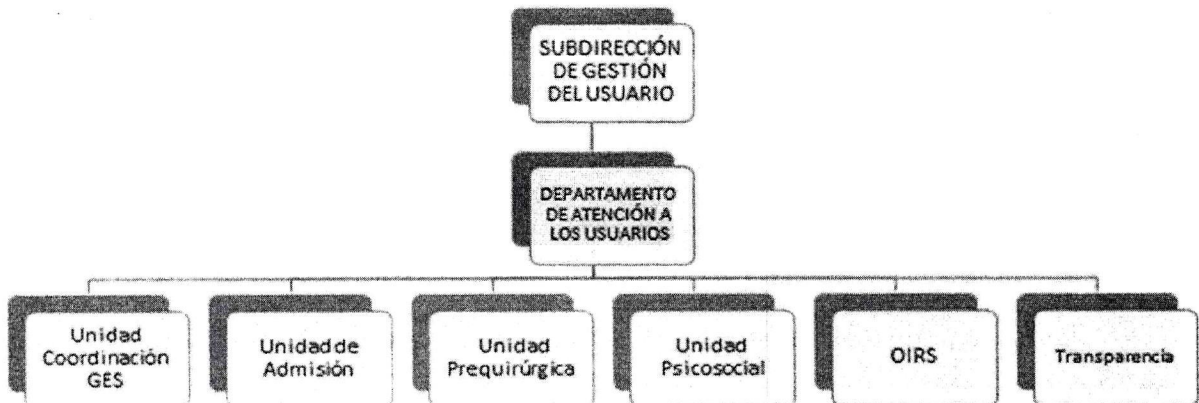 SUBDIRECCIÓN
DE GESTIÓN
DEL USUARIO
DEPARTAMENTO
DE ATENCIÓN A
LOS USUARIOS
Unidad
Coordinación
GES
Unidad de
Admisión
Unidad
Prequirúrgica
Unidad
Psicosocial
OIRS
Transparencia